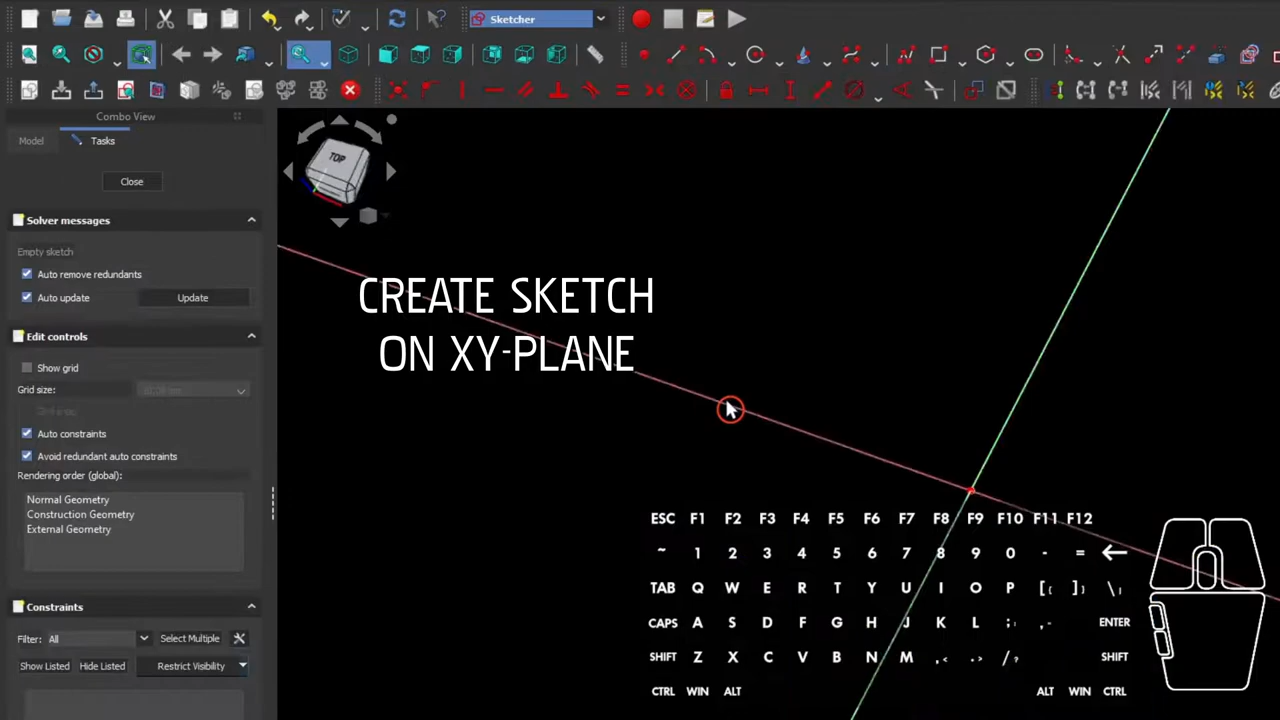 Sketcher
Combo View
Model
Tasks
Close
TOP
Solver messages
Empty sketch
Auto remove redundants
Auto update
Update
CREATE SKETCH
ON XY-PLANE
Edit controls
Show grid
Grid size:
Auto constraints
Avoid redundant auto constraints
Rendering order (global):
Normal Geometry
Construction Geometry
External Geometry
Constraints
Filter: All
Select Multiple
Show Listed
Hide Listed
Restrict Visibility
ESC F1 F2 F3 F4 F5 F6 F7 F8 F9 F10 F11 F12
~ 1 2 3 4 5 6 7 8 9 0 - = ←
TAB Q W E R T Y U I O P [{ ]} \|
CAPS A S D F G H J K L ;: ,- ENTER
SHIFT Z X C V B N M ,< .> /? SHIFT
CTRL WIN ALT ALT WIN CTRL